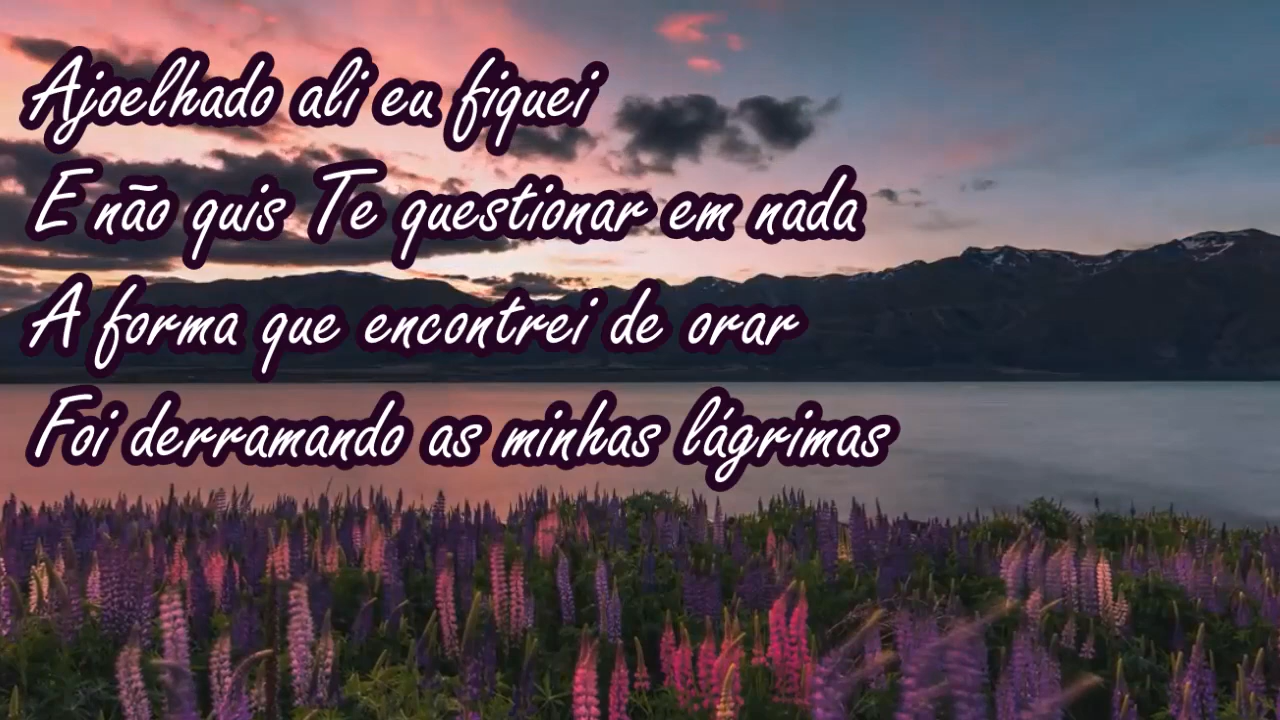 Ajoelhado ali eu fiquei
E não quis Te questionar em nada
A forma que encontrei de orar
Foi derramando as minhas lágrimas